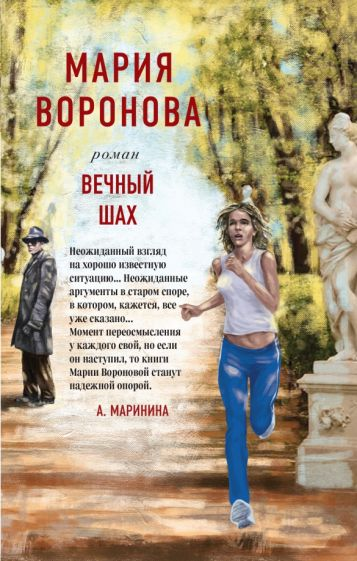 МАРИЯ
ВОРОНОВА
роман
ВЕЧНЫЙ
ШАХ
Неожиданный взгляд
на хорошо известную
ситуацию... Неожиданные
аргументы в старом споре,
в котором, кажется, все
уже сказано...
Момент переосмысления
у каждого свой, но если
он наступил, то книги
Марии Вороновой станут
надежной опорой.
А. МАРИНИНА